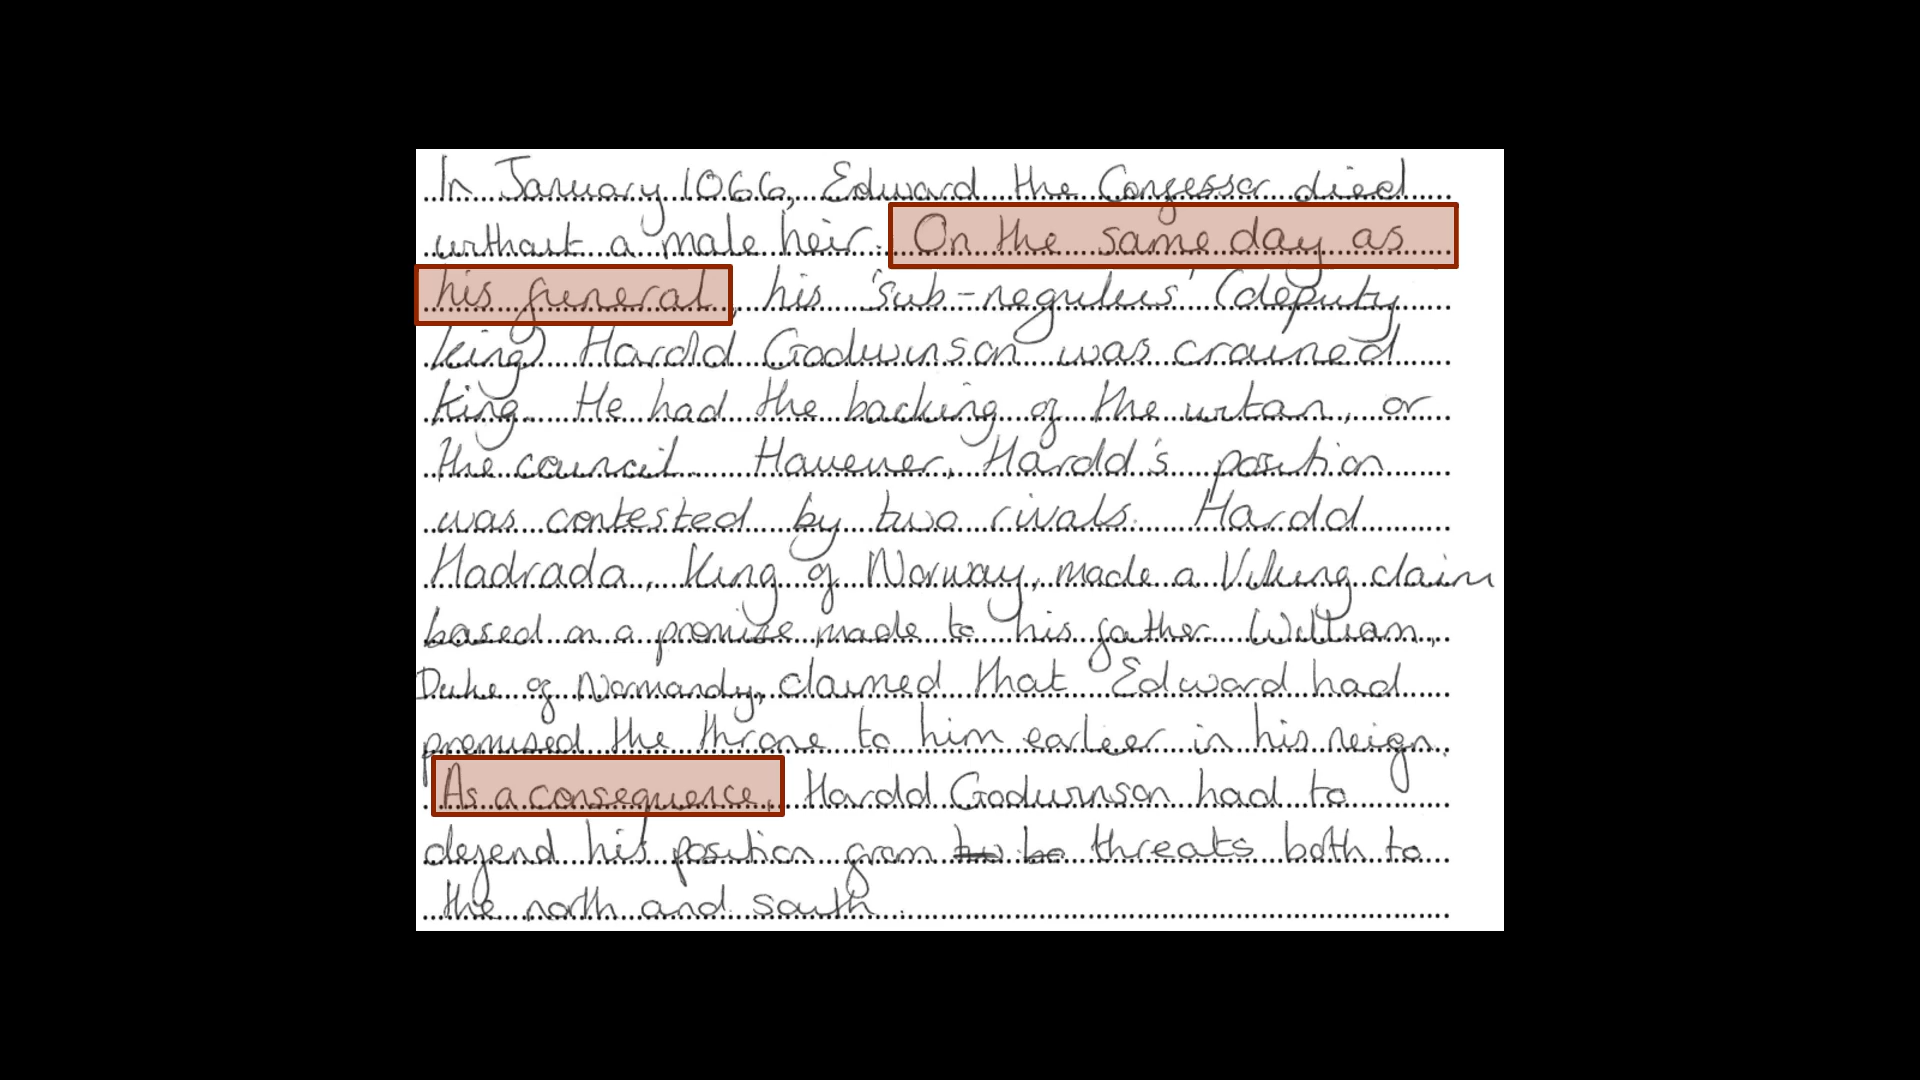 In January 1066, Edward the Confessor died
without a male heir. On the same day as
his funeral, his 'sub-regulus' (deputy
king) Harold Godwinson was crained
king. He had the backing of the witan, or
the council. However, Harold's position
was contested by two rivals. Harold
Hadrada, King of Norway, made a Viking claim
based on a promise made to his father. William,
Duke of Normandy, claimed that Edward had
promised the throne to him earlier in his reign.
As a consequence, Harold Godwinson had to
defend his position from threats both to
the north and south.